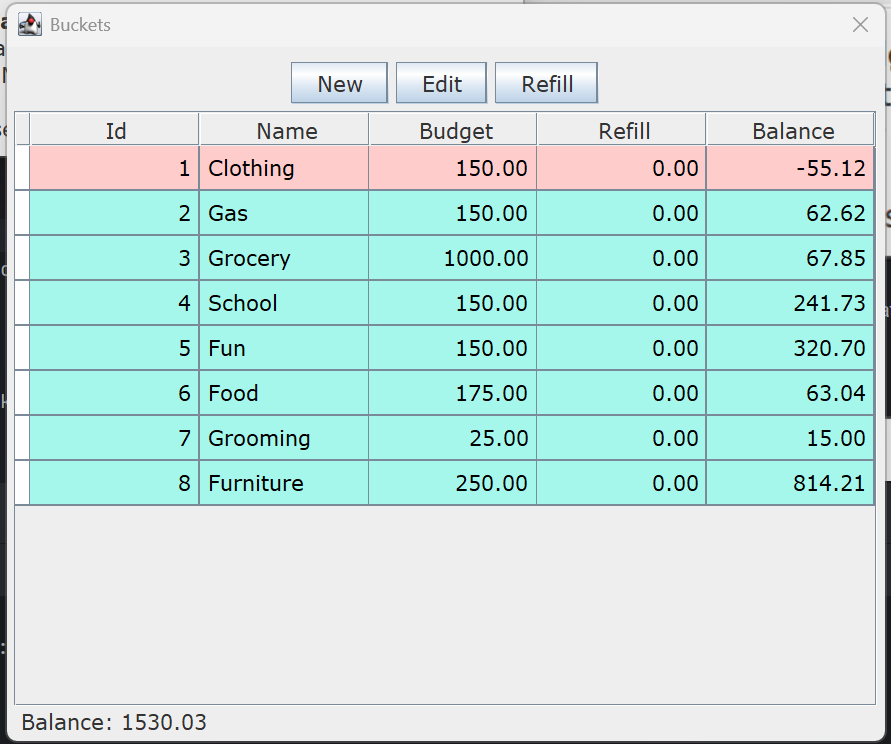 Buckets
New Edit Refill
Id Name Budget Refill Balance
1 Clothing 150.00 0.00 -55.12
2 Gas 150.00 0.00 62.62
3 Grocery 1000.00 0.00 67.85
4 School 150.00 0.00 241.73
5 Fun 150.00 0.00 320.70
6 Food 175.00 0.00 63.04
7 Grooming 25.00 0.00 15.00
8 Furniture 250.00 0.00 814.21
Balance: 1530.03